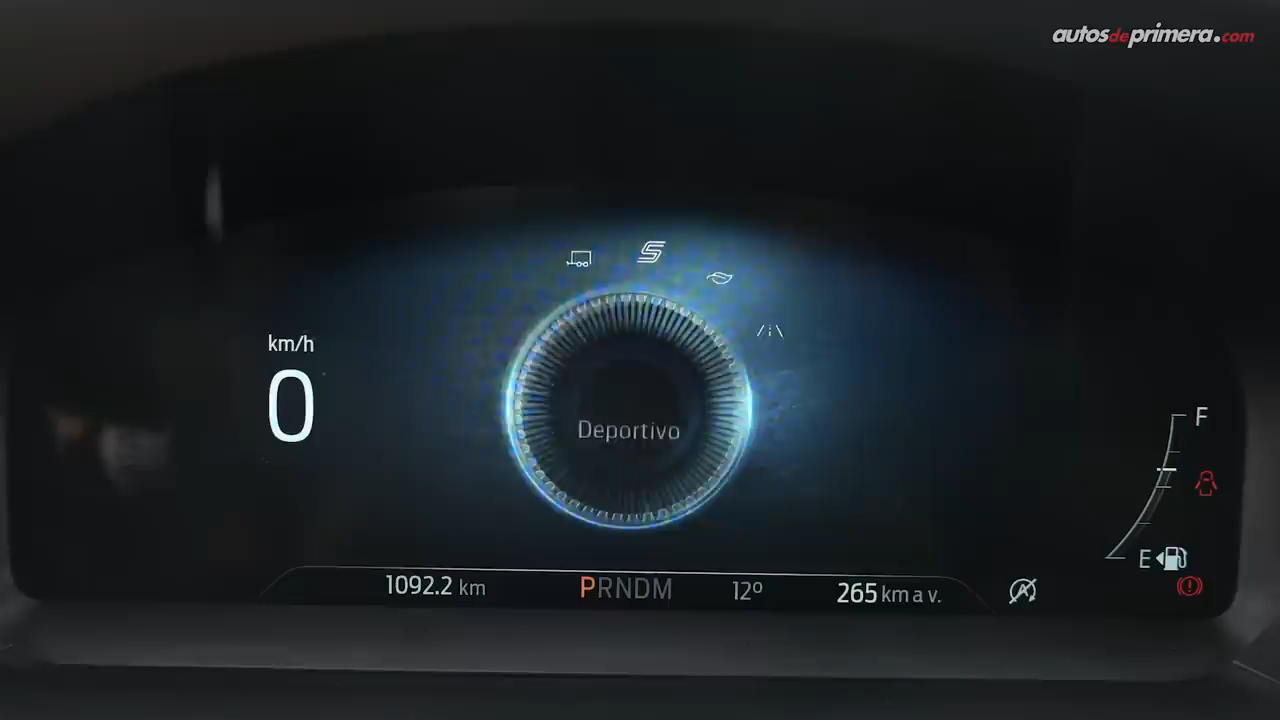 autosdeprimera.com
km/h
0
Deportivo
F
E
1092.2 km
PRNDM
12º
265 km a v.